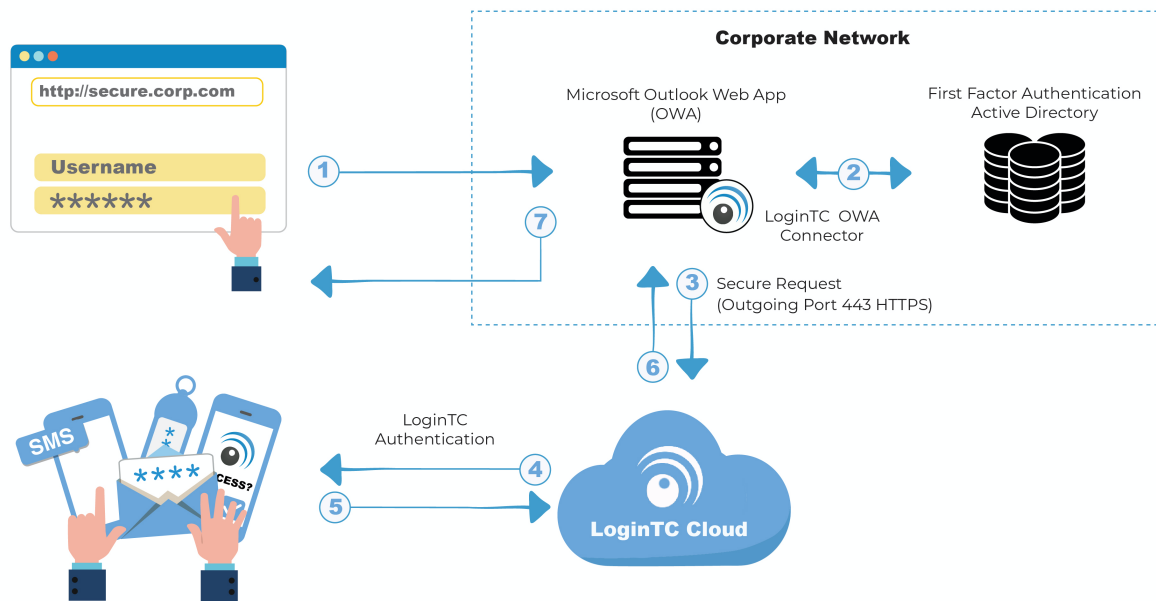 Corporate Network
http://secure.corp.com
Username
******
1
7
Microsoft Outlook Web App
(OWA)
2
First Factor Authentication
Active Directory
LoginTC OWA
Connector
3
Secure Request
(Outgoing Port 443 HTTPS)
6
SMS
*
*
****
CESS?
LoginTC
Authentication
4
5
LoginTC Cloud